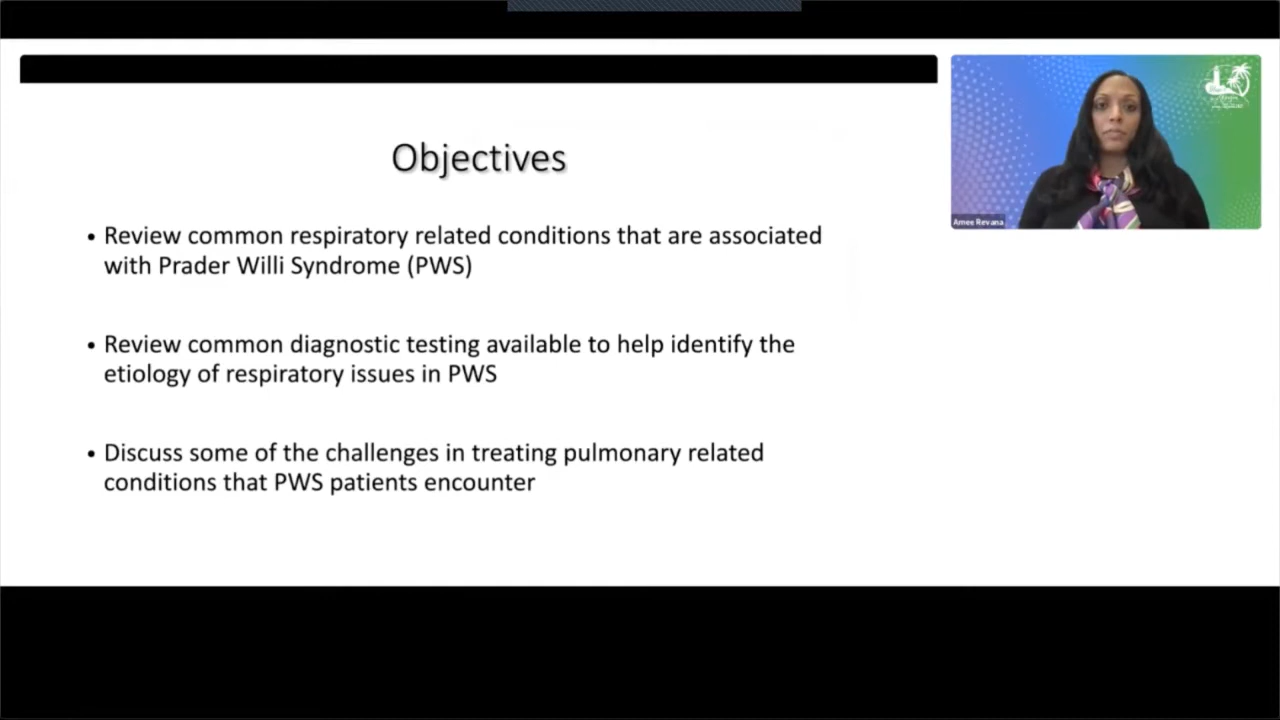 Objectives
• Review common respiratory related conditions that are associated
with Prader Willi Syndrome (PWS)
• Review common diagnostic testing available to help identify the
etiology of respiratory issues in PWS
• Discuss some of the challenges in treating pulmonary related
conditions that PWS patients encounter
Amee Revana